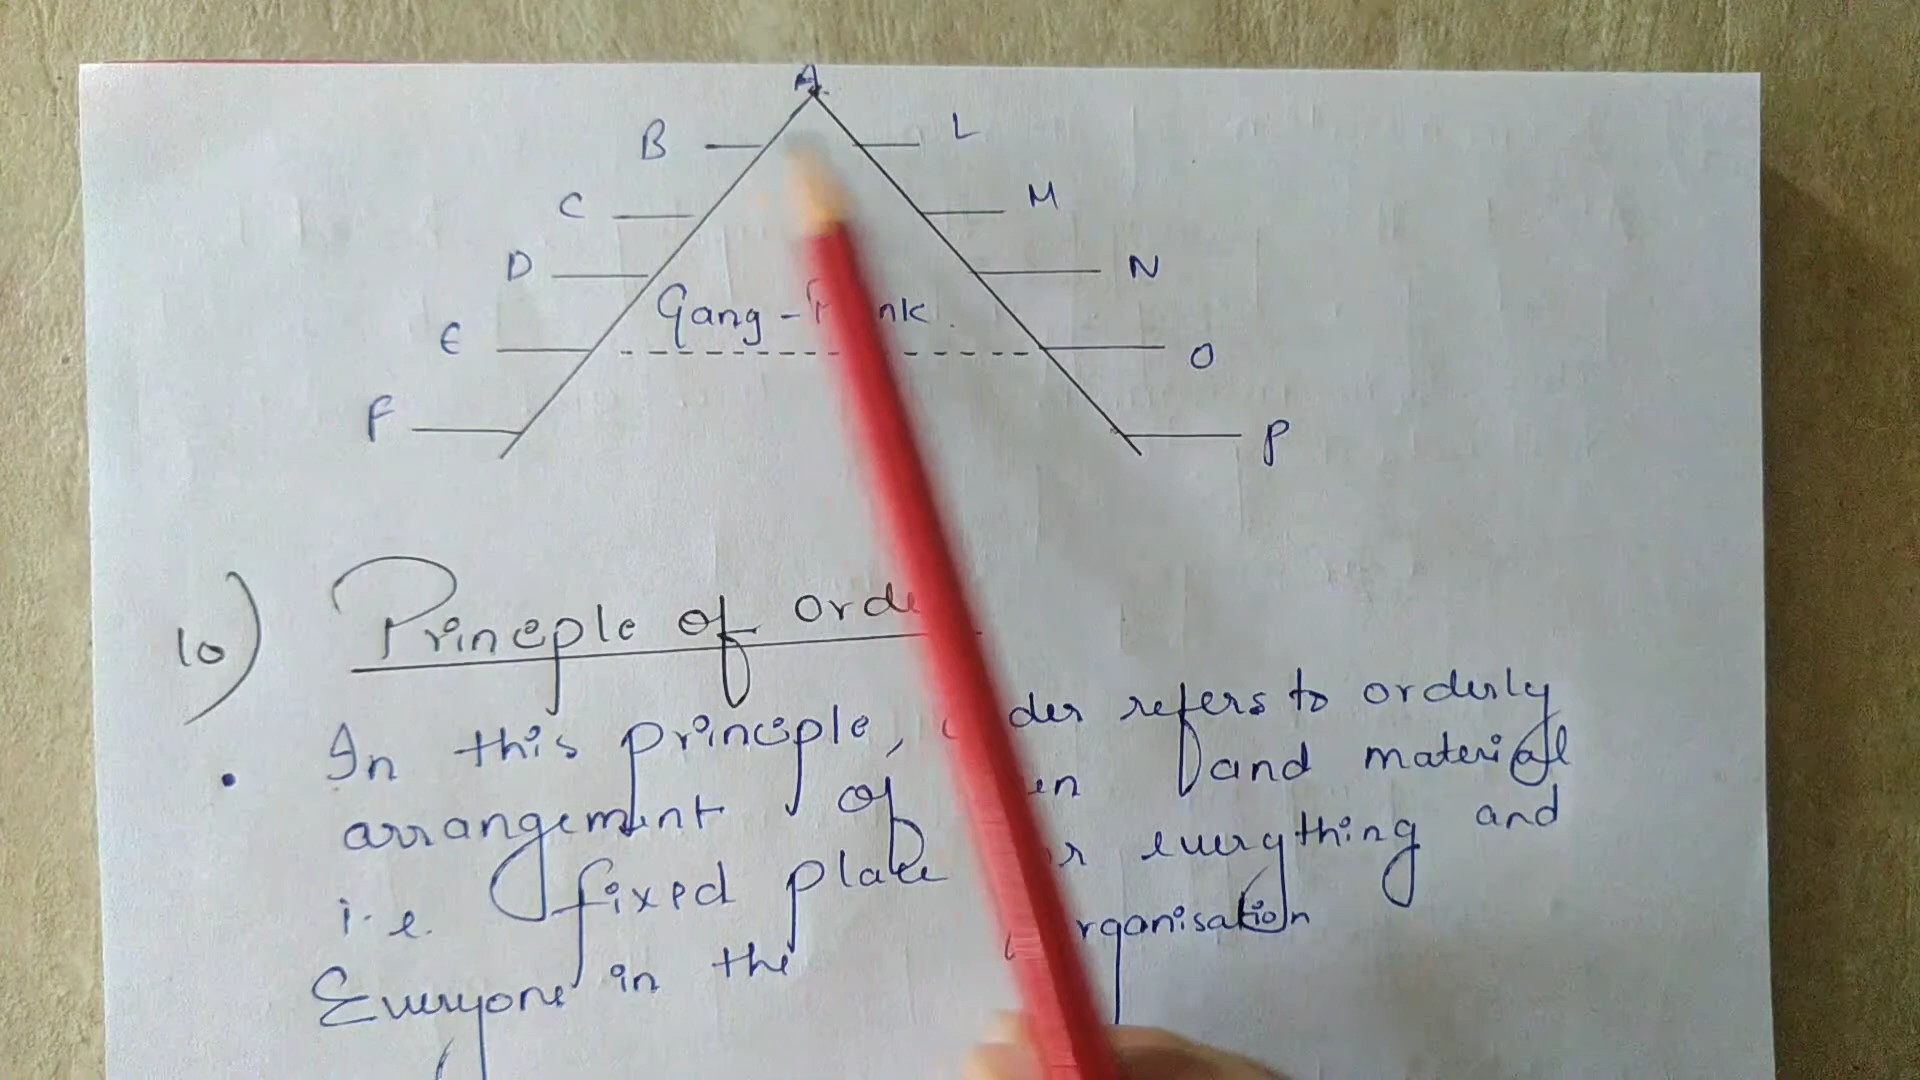 A
B L
C M
D N
Gang -
E O
F P
10) Principle of
• In this principle, refers to orderly
arrangement of and material
i.e. fixed place everything and
Everyone in the